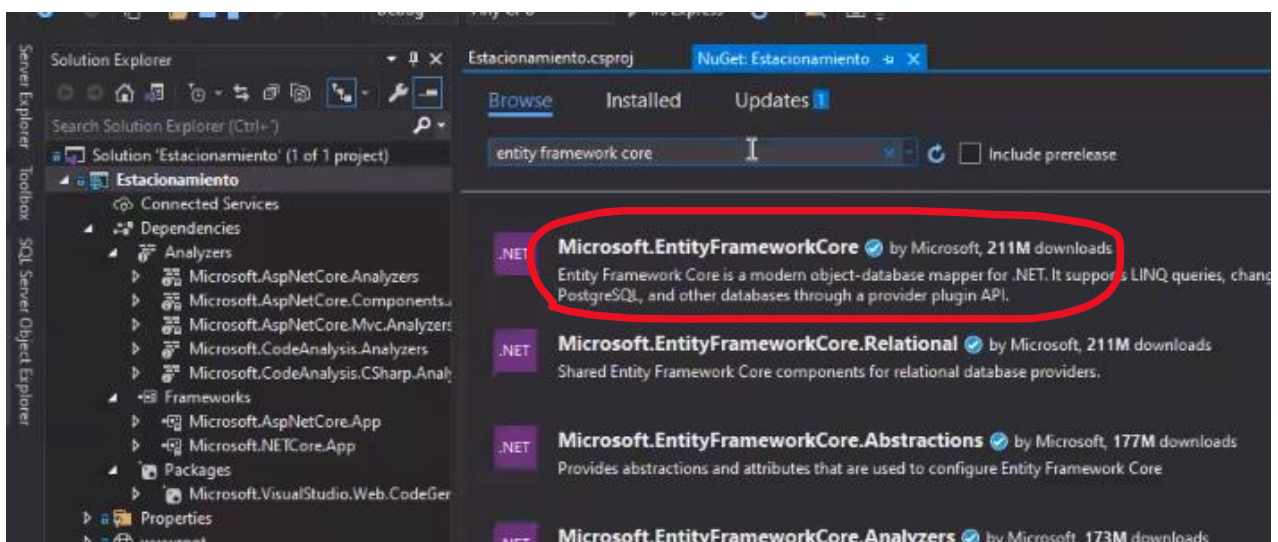 Debug
Any CPU
IIS Express
Server Explorer
Toolbox
SQL Server Object Explorer
Solution Explorer
Search Solution Explorer (Ctrl+')
Solution 'Estacionamiento' (1 of 1 project)
Estacionamiento
Connected Services
Dependencies
Analyzers
Microsoft.AspNetCore.Analyzers
Microsoft.AspNetCore.Components.
Microsoft.AspNetCore.Mvc.Analyzers
Microsoft.CodeAnalysis.Analyzers
Microsoft.CodeAnalysis.CSharp.Analy
Frameworks
Microsoft.AspNetCore.App
Microsoft.NETCore.App
Packages
Microsoft.VisualStudio.Web.CodeGer
Properties
Estacionamiento.csproj
NuGet: Estacionamiento
Browse Installed Updates 1
entity framework core
Include prerelease
.NET
Microsoft.EntityFrameworkCore by Microsoft, 211M downloads
Entity Framework Core is a modern object-database mapper for .NET. It supports LINQ queries, chang
PostgreSQL, and other databases through a provider plugin API.
.NET
Microsoft.EntityFrameworkCore.Relational by Microsoft, 211M downloads
Shared Entity Framework Core components for relational database providers.
.NET
Microsoft.EntityFrameworkCore.Abstractions by Microsoft, 177M downloads
Provides abstractions and attributes that are used to configure Entity Framework Core
.NET
Microsoft.EntityFrameworkCore.Analyzers by Microsoft, 173M downloads